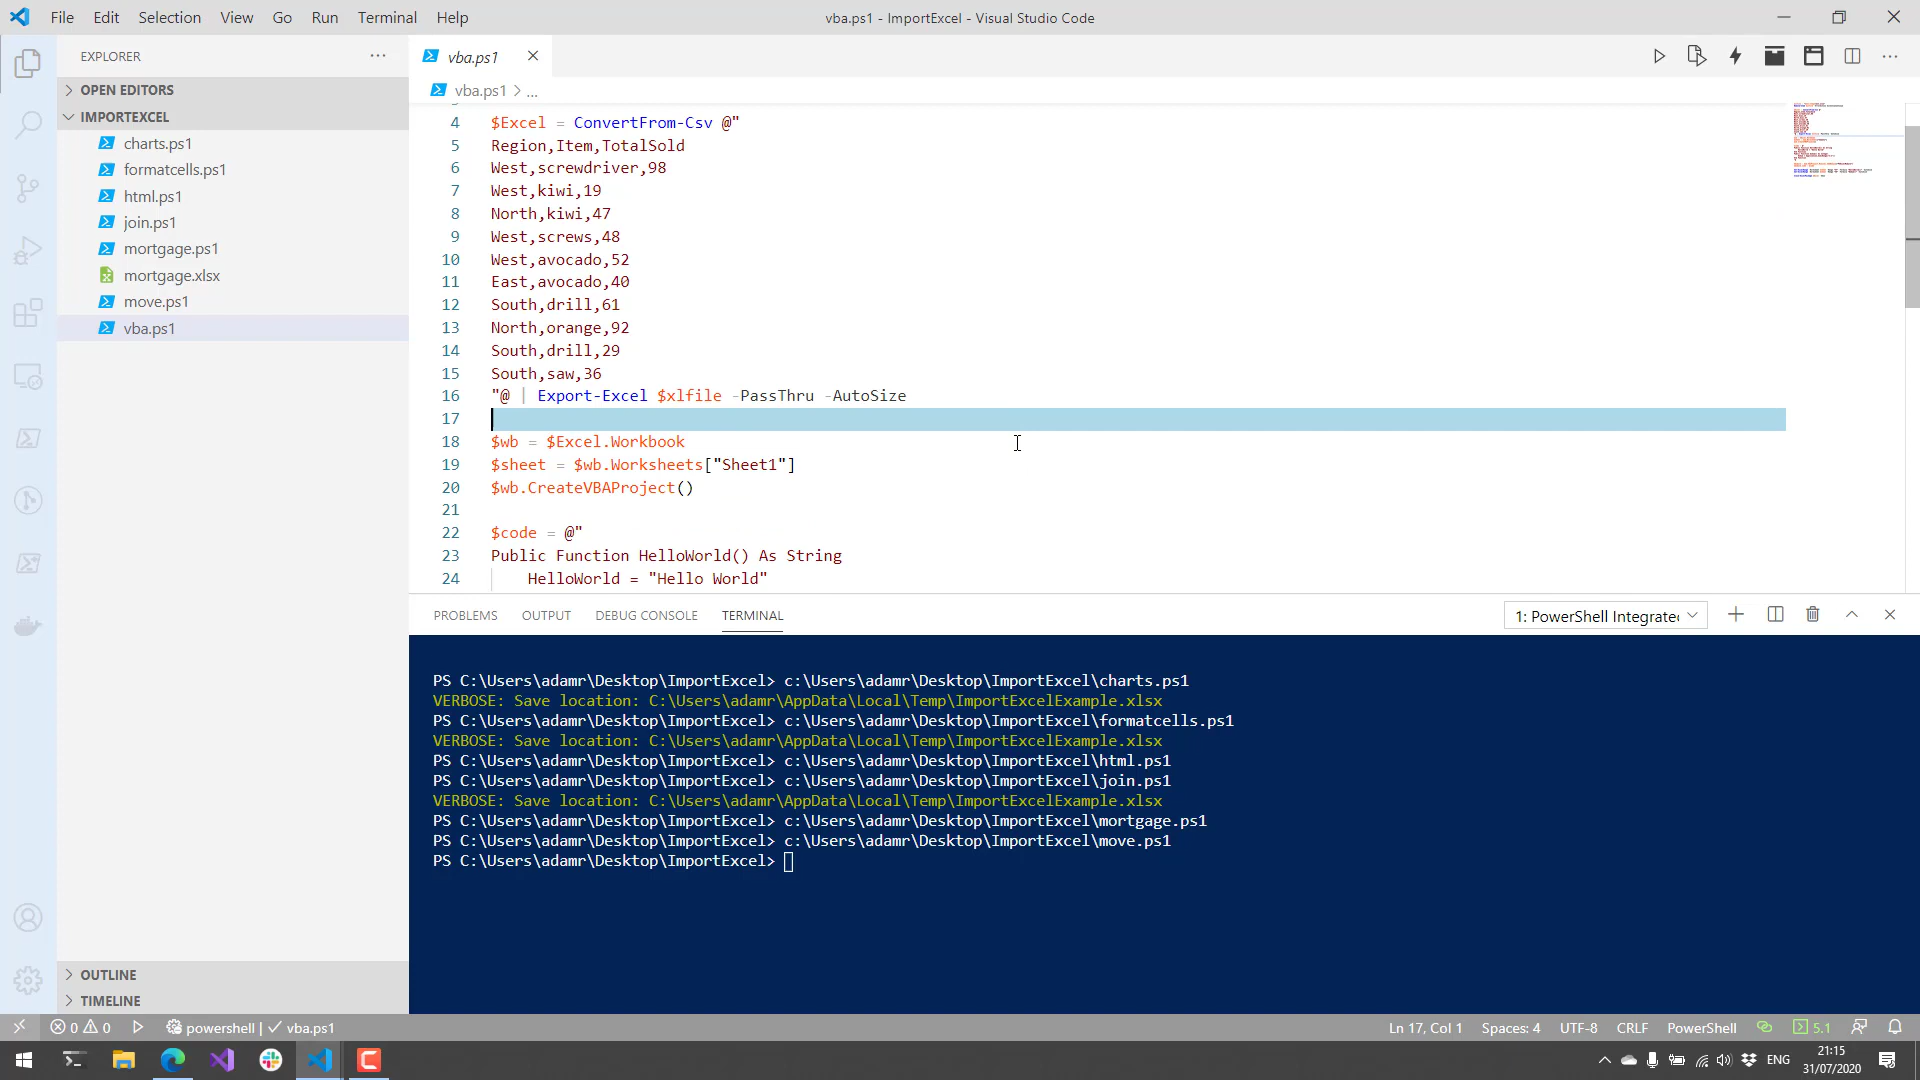 File Edit Selection View Go Run Terminal Help
vba.ps1 - ImportExcel - Visual Studio Code
EXPLORER
OPEN EDITORS
IMPORTEXCEL
charts.ps1
formatcells.ps1
html.ps1
join.ps1
mortgage.ps1
mortgage.xlsx
move.ps1
vba.ps1
OUTLINE
TIMELINE
vba.ps1
vba.ps1 > ...
4 $Excel = ConvertFrom-Csv @"
5 Region,Item,TotalSold
6 West,screwdriver,98
7 West,kiwi,19
8 North,kiwi,47
9 West,screws,48
10 West,avocado,52
11 East,avocado,40
12 South,drill,61
13 North,orange,92
14 South,drill,29
15 South,saw,36
16 "@ | Export-Excel $xlfile -PassThru -AutoSize
17
18 $wb = $Excel.Workbook
19 $sheet = $wb.Worksheets["Sheet1"]
20 $wb.CreateVBAProject()
21
22 $code = @"
23 Public Function HelloWorld() As String
24 HelloWorld = "Hello World"
PROBLEMS OUTPUT DEBUG CONSOLE TERMINAL
1: PowerShell Integrated
PS C:\Users\adamr\Desktop\ImportExcel> c:\Users\adamr\Desktop\ImportExcel\charts.ps1
VERBOSE: Save location: C:\Users\adamr\AppData\Local\Temp\ImportExcelExample.xlsx
PS C:\Users\adamr\Desktop\ImportExcel> c:\Users\adamr\Desktop\ImportExcel\formatcells.ps1
VERBOSE: Save location: C:\Users\adamr\AppData\Local\Temp\ImportExcelExample.xlsx
PS C:\Users\adamr\Desktop\ImportExcel> c:\Users\adamr\Desktop\ImportExcel\html.ps1
PS C:\Users\adamr\Desktop\ImportExcel> c:\Users\adamr\Desktop\ImportExcel\join.ps1
VERBOSE: Save location: C:\Users\adamr\AppData\Local\Temp\ImportExcelExample.xlsx
PS C:\Users\adamr\Desktop\ImportExcel> c:\Users\adamr\Desktop\ImportExcel\mortgage.ps1
PS C:\Users\adamr\Desktop\ImportExcel> c:\Users\adamr\Desktop\ImportExcel\move.ps1
PS C:\Users\adamr\Desktop\ImportExcel>
0 0 powershell | vba.ps1
Ln 17, Col 1 Spaces: 4 UTF-8 CRLF PowerShell 5.1
ENG
21:15
31/07/2020